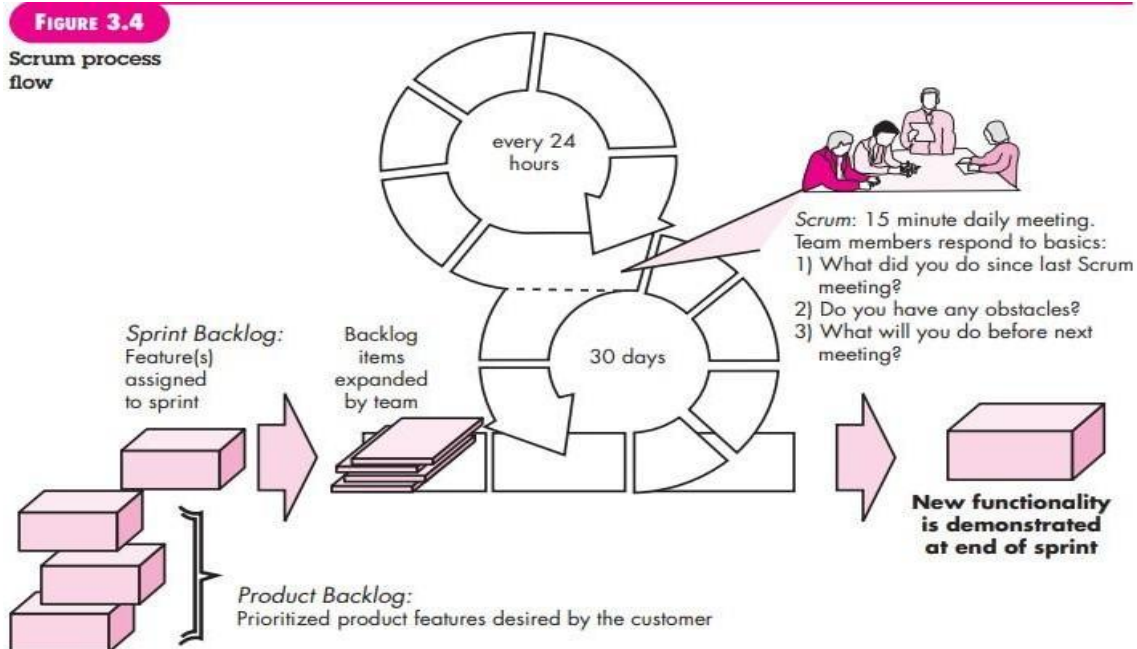 FIGURE 3.4
Scrum process
flow
every 24
hours
Scrum: 15 minute daily meeting.
Team members respond to basics:
1) What did you do since last Scrum
meeting?
2) Do you have any obstacles?
3) What will you do before next
meeting?
30 days
Sprint Backlog:
Feature(s)
assigned
to sprint
Backlog
items
expanded
by team
New functionality
is demonstrated
at end of sprint
Product Backlog:
Prioritized product features desired by the customer